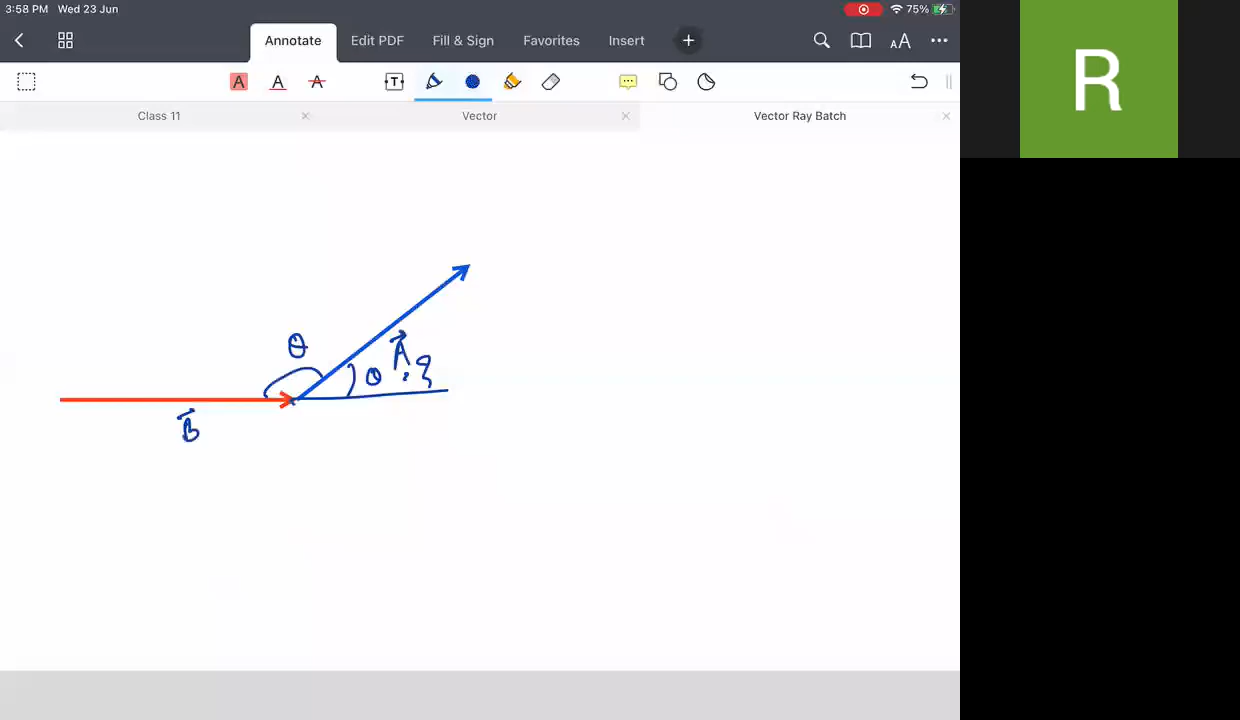 3:58 PM Wed 23 Jun
75%
Annotate Edit PDF Fill & Sign Favorites Insert
A A A T
AA
Class 11 Vector Vector Ray Batch
R
θ
A⃗
θ
B⃗